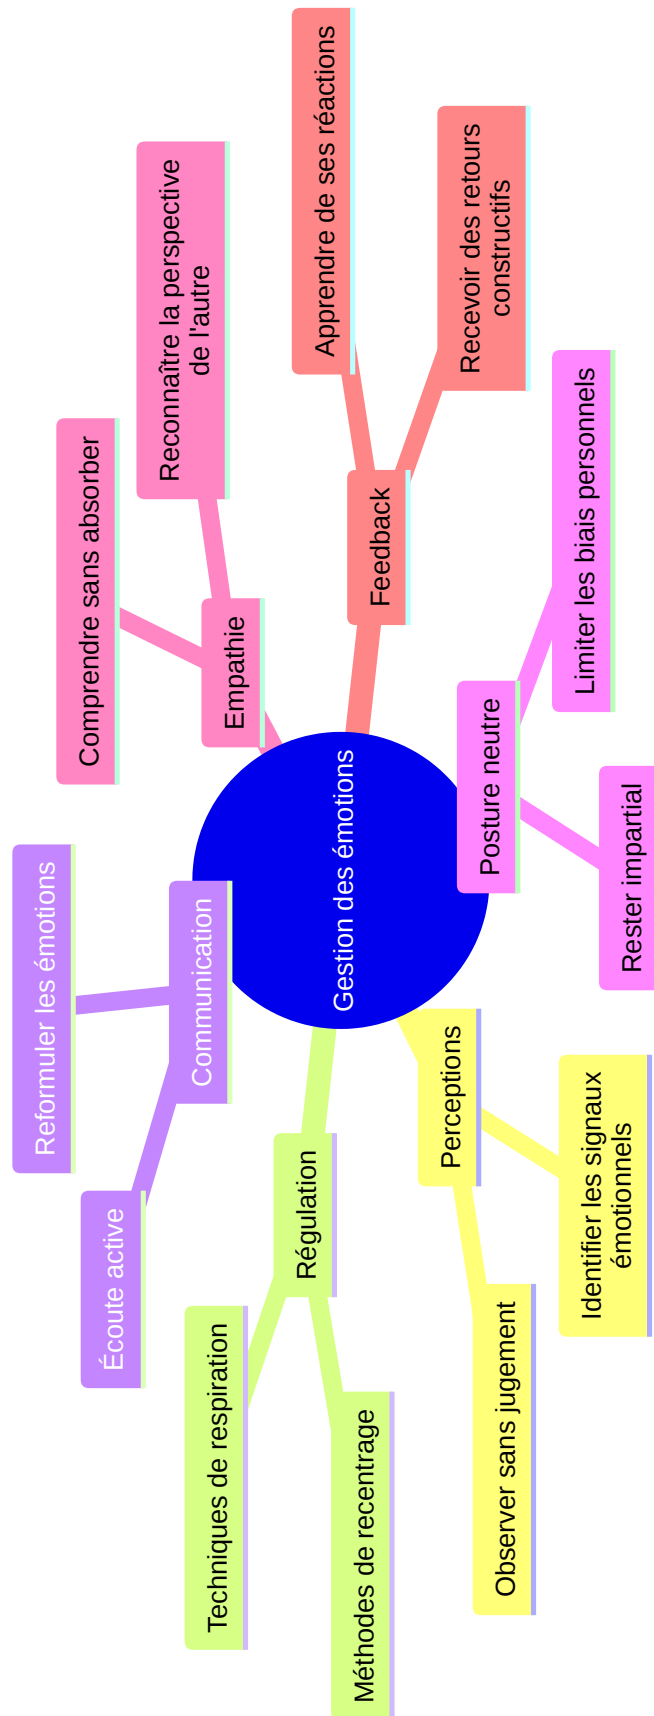 Gestion des émotions
Perceptions
Identifier les signaux
émotionnels
Observer sans jugement
Régulation
Techniques de respiration
Méthodes de recentrage
Communication
Reformuler les émotions
Écoute active
Empathie
Comprendre sans absorber
Reconnaître la perspective
de l'autre
Feedback
Apprendre de ses réactions
Recevoir des retours
constructifs
Posture neutre
Limiter les biais personnels
Rester impartial